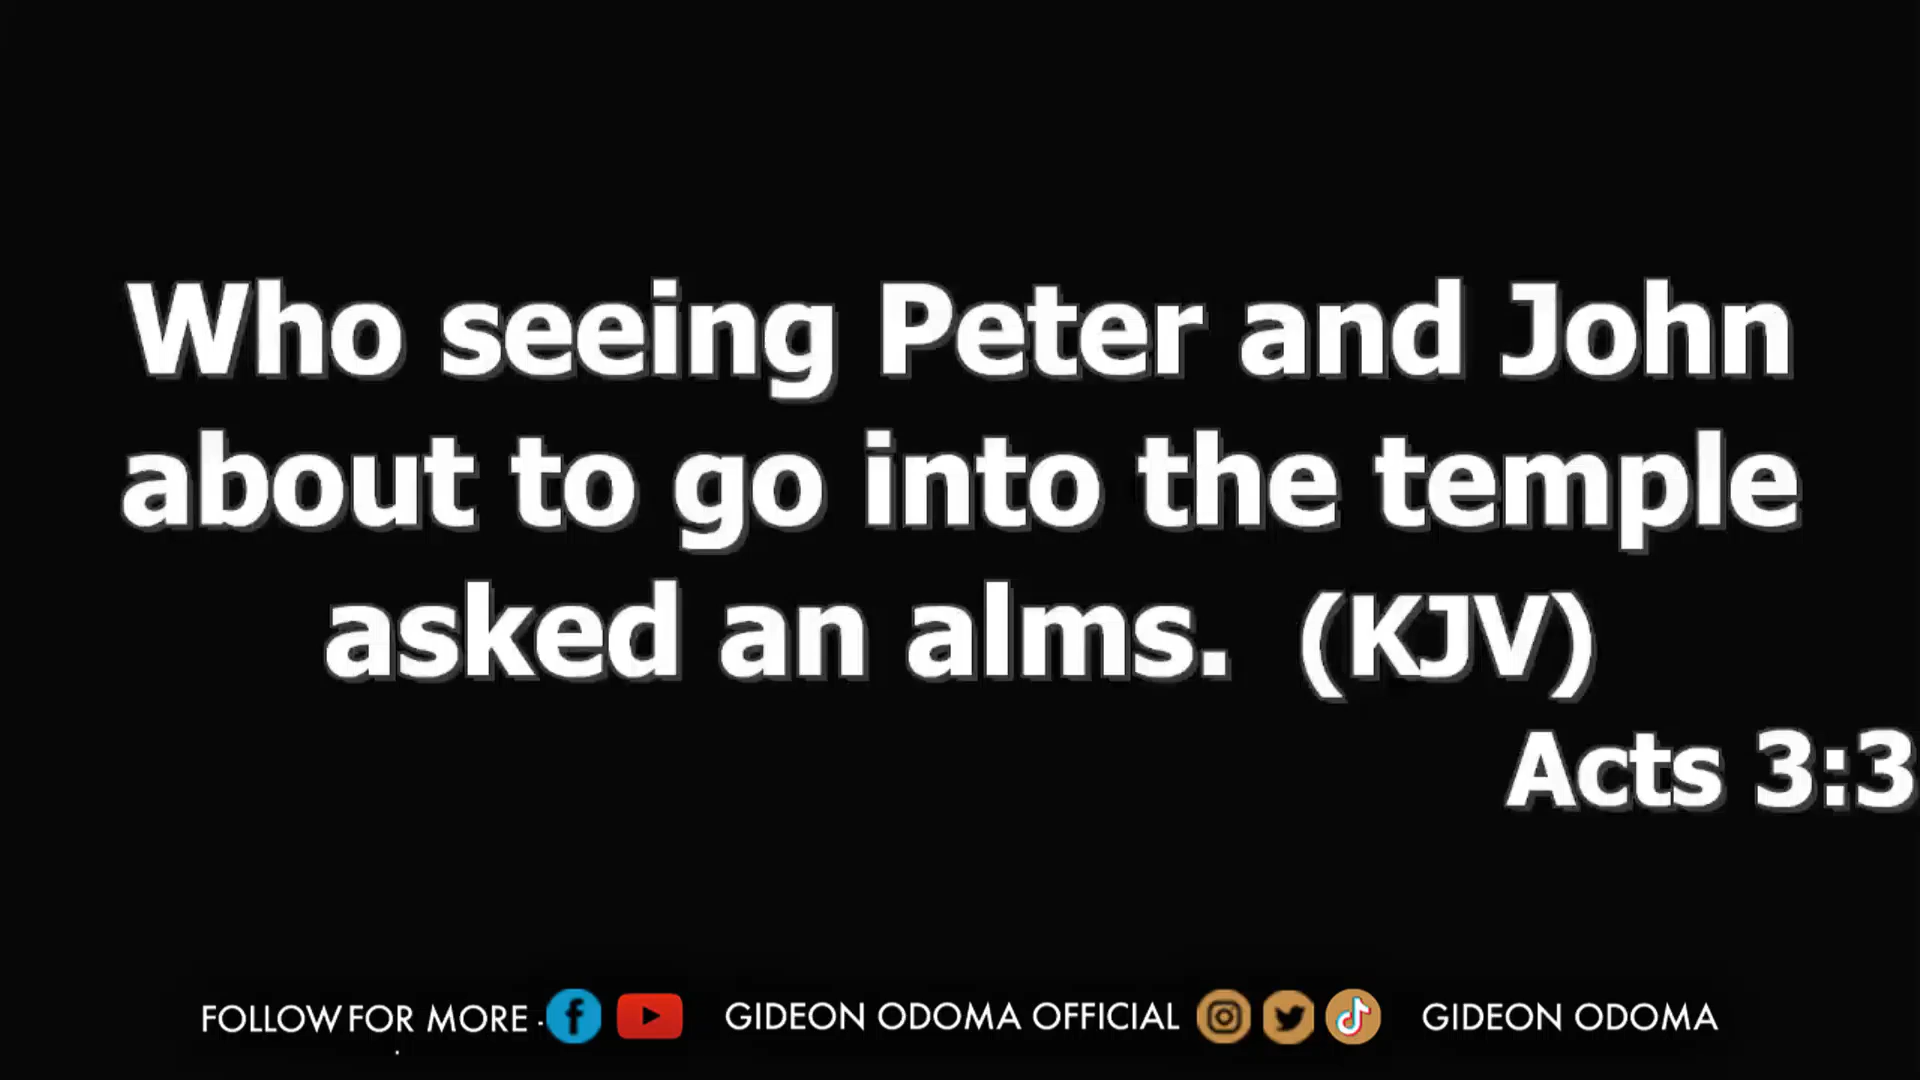 Who seeing Peter and John
about to go into the temple
asked an alms. (KJV)
Acts 3:3
FOLLOW FOR MORE - GIDEON ODOMA OFFICIAL GIDEON ODOMA